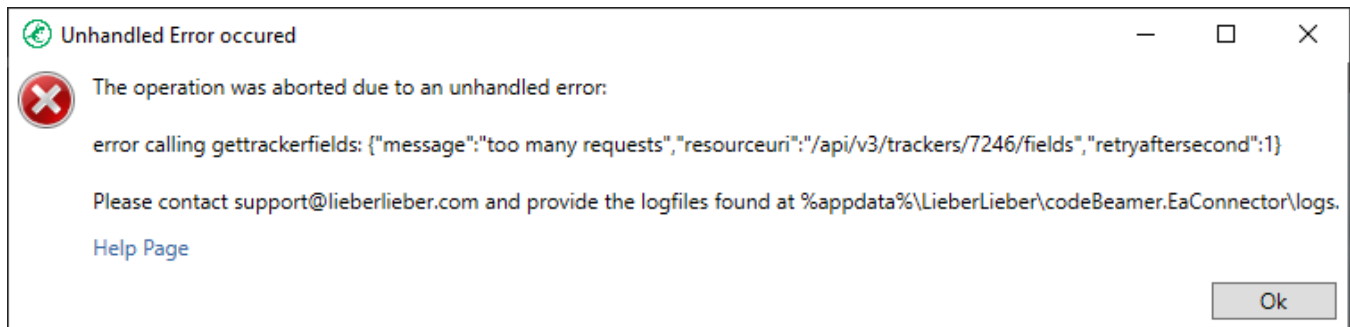 Unhandled Error occured
The operation was aborted due to an unhandled error:
error calling gettrackerfields: {"message":"too many requests","resourceuri":"/api/v3/trackers/7246/fields","retryaftersecond":1}
Please contact support@lieberlieber.com and provide the logfiles found at %appdata%\LieberLieber\codeBeamer.EaConnector\logs.
Help Page
Ok